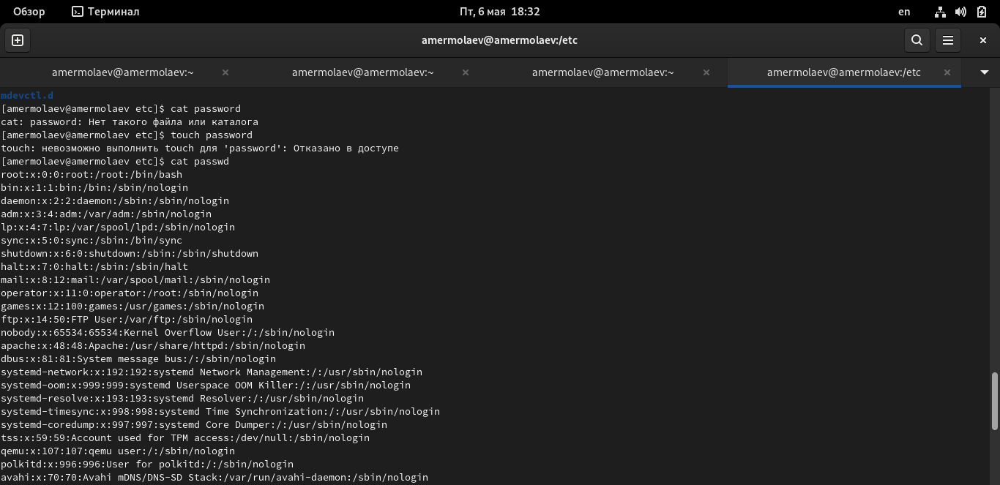 Обзор Терминал Пт, 6 мая 18:32 en
amermolaev@amermolaev:/etc
amermolaev@amermolaev:~ amermolaev@amermolaev:~ amermolaev@amermolaev:~ amermolaev@amermolaev:/etc
mdevctl.d
[amermolaev@amermolaev etc]$ cat password
cat: password: Нет такого файла или каталога
[amermolaev@amermolaev etc]$ touch password
touch: невозможно выполнить touch для 'password': Отказано в доступе
[amermolaev@amermolaev etc]$ cat passwd
root:x:0:0:root:/root:/bin/bash
bin:x:1:1:bin:/bin:/sbin/nologin
daemon:x:2:2:daemon:/sbin:/sbin/nologin
adm:x:3:4:adm:/var/adm:/sbin/nologin
lp:x:4:7:lp:/var/spool/lpd:/sbin/nologin
sync:x:5:0:sync:/sbin:/bin/sync
shutdown:x:6:0:shutdown:/sbin:/sbin/shutdown
halt:x:7:0:halt:/sbin:/sbin/halt
mail:x:8:12:mail:/var/spool/mail:/sbin/nologin
operator:x:11:0:operator:/root:/sbin/nologin
games:x:12:100:games:/usr/games:/sbin/nologin
ftp:x:14:50:FTP User:/var/ftp:/sbin/nologin
nobody:x:65534:65534:Kernel Overflow User:/:/sbin/nologin
apache:x:48:48:Apache:/usr/share/httpd:/sbin/nologin
dbus:x:81:81:System message bus:/:/sbin/nologin
systemd-network:x:192:192:systemd Network Management:/:/usr/sbin/nologin
systemd-oom:x:999:999:systemd Userspace OOM Killer:/:/usr/sbin/nologin
systemd-resolve:x:193:193:systemd Resolver:/:/usr/sbin/nologin
systemd-timesync:x:998:998:systemd Time Synchronization:/:/usr/sbin/nologin
systemd-coredump:x:997:997:systemd Core Dumper:/:/usr/sbin/nologin
tss:x:59:59:Account used for TPM access:/dev/null:/sbin/nologin
qemu:x:107:107:qemu user:/:/sbin/nologin
polkitd:x:996:996:User for polkitd:/:/sbin/nologin
avahi:x:70:70:Avahi mDNS/DNS-SD Stack:/var/run/avahi-daemon:/sbin/nologin